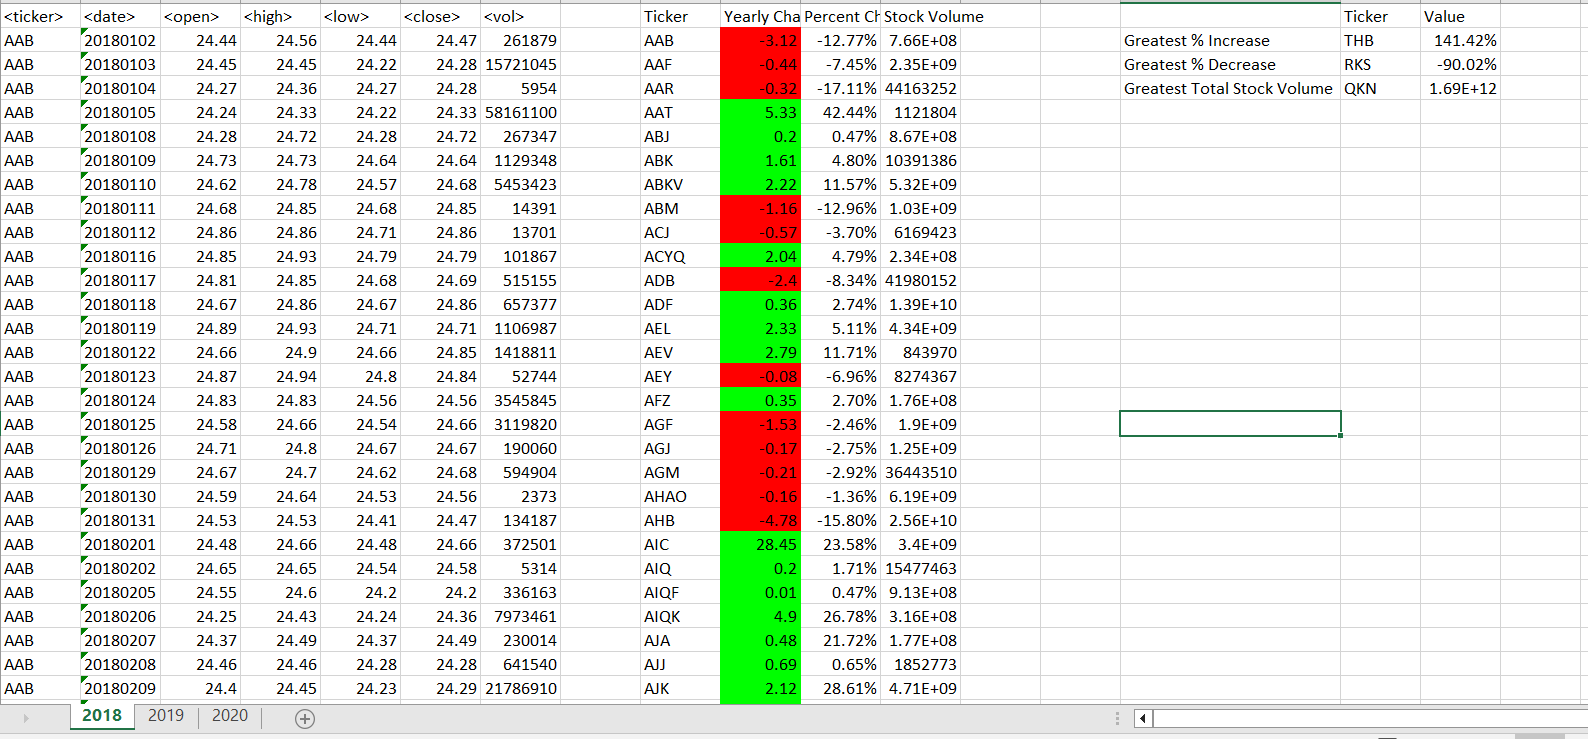 <ticker> <date> <open> <high> <low> <close> <vol> Ticker Yearly Cha Percent Ch Stock Volume Ticker Value
AAB 20180102 24.44 24.56 24.44 24.47 261879 AAB -3.12 -12.77% 7.66E+08 Greatest % Increase THB 141.42%
AAB 20180103 24.45 24.45 24.22 24.28 15721045 AAF -0.44 -7.45% 2.35E+09 Greatest % Decrease RKS -90.02%
AAB 20180104 24.27 24.36 24.27 24.28 5954 AAR -0.32 -17.11% 44163252 Greatest Total Stock Volume QKN 1.69E+12
AAB 20180105 24.24 24.33 24.22 24.33 58161100 AAT 5.33 42.44% 1121804
AAB 20180108 24.28 24.72 24.28 24.72 267347 ABJ 0.2 0.47% 8.67E+08
AAB 20180109 24.73 24.73 24.64 24.64 1129348 ABK 1.61 4.80% 10391386
AAB 20180110 24.62 24.78 24.57 24.68 5453423 ABKV 2.22 11.57% 5.32E+09
AAB 20180111 24.68 24.85 24.68 24.85 14391 ABM -1.16 -12.96% 1.03E+09
AAB 20180112 24.86 24.86 24.71 24.86 13701 ACJ -0.57 -3.70% 6169423
AAB 20180116 24.85 24.93 24.79 24.79 101867 ACYQ 2.04 4.79% 2.34E+08
AAB 20180117 24.81 24.85 24.68 24.69 515155 ADB -2.4 -8.34% 41980152
AAB 20180118 24.67 24.86 24.67 24.86 657377 ADF 0.36 2.74% 1.39E+10
AAB 20180119 24.89 24.93 24.71 24.71 1106987 AEL 2.33 5.11% 4.34E+09
AAB 20180122 24.66 24.9 24.66 24.85 1418811 AEV 2.79 11.71% 843970
AAB 20180123 24.87 24.94 24.8 24.84 52744 AEY -0.08 -6.96% 8274367
AAB 20180124 24.83 24.83 24.56 24.56 3545845 AFZ 0.35 2.70% 1.76E+08
AAB 20180125 24.58 24.66 24.54 24.66 3119820 AGF -1.53 -2.46% 1.9E+09
AAB 20180126 24.71 24.8 24.67 24.67 190060 AGJ -0.17 -2.75% 1.25E+09
AAB 20180129 24.67 24.7 24.62 24.68 594904 AGM -0.21 -2.92% 36443510
AAB 20180130 24.59 24.64 24.53 24.56 2373 AHAO -0.16 -1.36% 6.19E+09
AAB 20180131 24.53 24.53 24.41 24.47 134187 AHB -4.78 -15.80% 2.56E+10
AAB 20180201 24.48 24.66 24.48 24.66 372501 AIC 28.45 23.58% 3.4E+09
AAB 20180202 24.65 24.65 24.54 24.58 5314 AIQ 0.2 1.71% 15477463
AAB 20180205 24.55 24.6 24.2 24.2 336163 AIQF 0.01 0.47% 9.13E+08
AAB 20180206 24.25 24.43 24.24 24.36 7973461 AIQK 4.9 26.78% 3.16E+08
AAB 20180207 24.37 24.49 24.37 24.49 230014 AJA 0.48 21.72% 1.77E+08
AAB 20180208 24.46 24.46 24.28 24.28 641540 AJJ 0.69 0.65% 1852773
AAB 20180209 24.4 24.45 24.23 24.29 21786910 AJK 2.12 28.61% 4.71E+09
2018 2019 2020